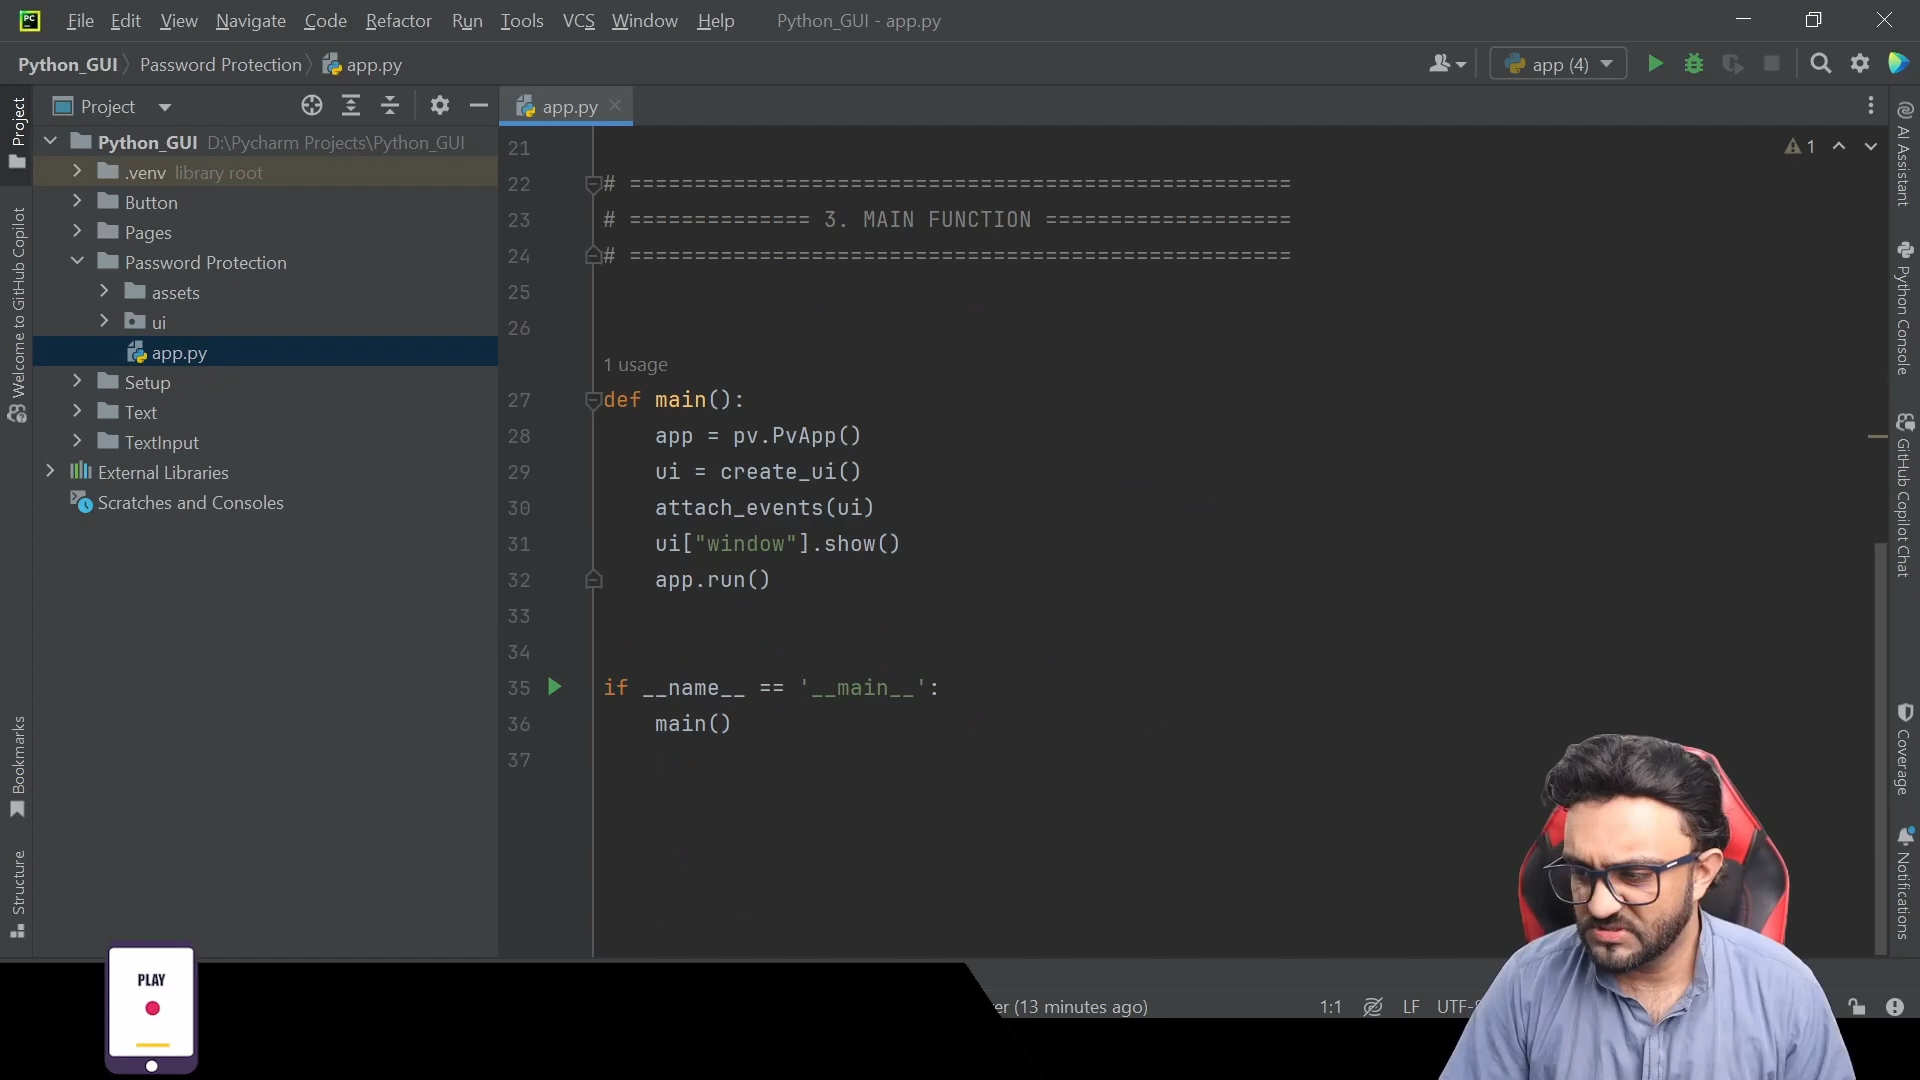 PC File Edit View Navigate Code Refactor Run Tools VCS Window Help Python_GUI - app.py
Python_GUI Password Protection app.py app (4)
Project app.py
Project
Welcome to GitHub Copilot
Bookmarks
Structure
Python_GUI D:\Pycharm Projects\Python_GUI
.venv library root
Button
Pages
Password Protection
assets
ui
app.py
Setup
Text
TextInput
External Libraries
Scratches and Consoles
21
22 # ===================================================
23 # ============== 3. MAIN FUNCTION ===================
24 # ===================================================
25
26
1 usage
27 def main():
28 app = pv.PvApp()
29 ui = create_ui()
30 attach_events(ui)
31 ui["window"].show()
32 app.run()
33
34
35 if __name__ == '__main__':
36 main()
37
1
AI Assistant
Python Console
GitHub Copilot Chat
Coverage
Notifications
PLAY
(13 minutes ago) 1:1 LF